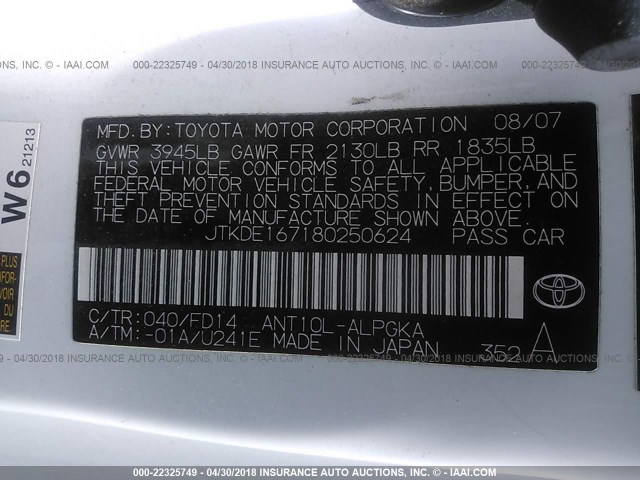 000-22325749 - 04/30/2018 INSURANCE AUTO AUCTIONS, INC. - © IAAI.COM
MFD. BY: TOYOTA MOTOR CORPORATION 08/07
GVWR 3945LB GAWR FR 2130LB RR 1835LB
THIS VEHICLE CONFORMS TO ALL APPLICABLE
FEDERAL MOTOR VEHICLE SAFETY, BUMPER, AND
THEFT PREVENTION STANDARDS IN EFFECT ON
THE DATE OF MANUFACTURE SHOWN ABOVE.
JTKDE167180250624 PASS CAR
C/TR: 040/FD14 ANT10L-ALPGKA
A/TM: -01A/U241E MADE IN JAPAN 352 A
W6 21213
PLUS
DU
000-22325749 - 04/30/2018 INSURANCE AUTO AUCTIONS, INC. - © IAAI.COM